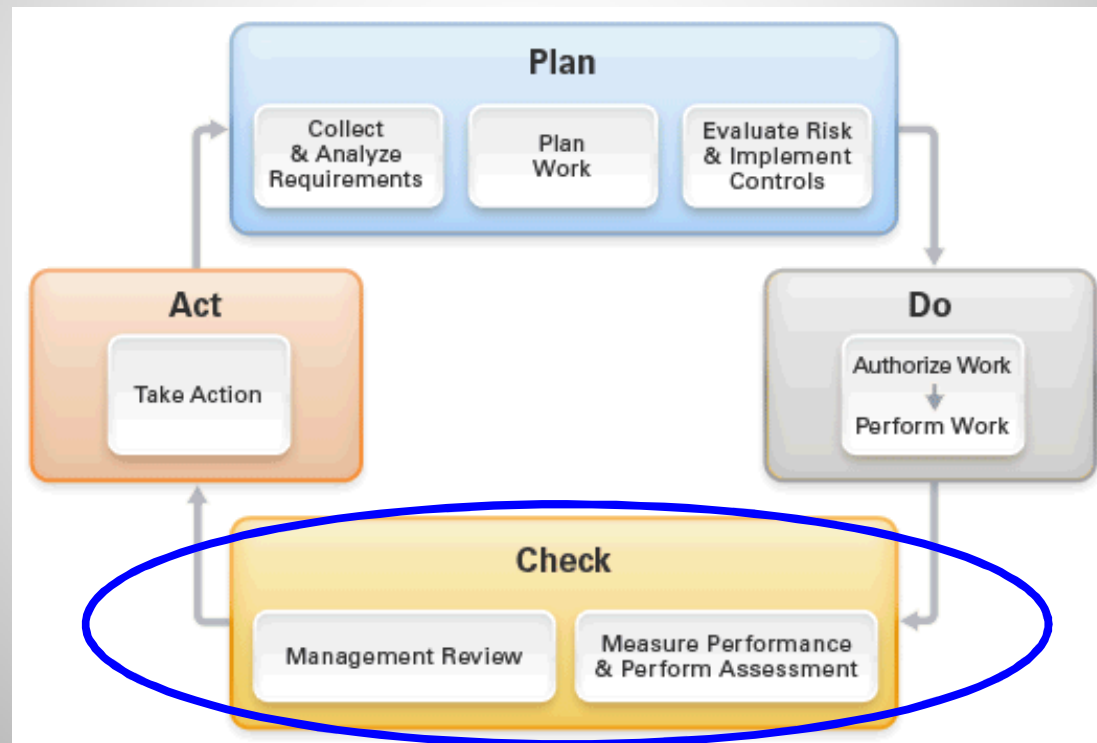 Plan
Collect
& Analyze
Requirements
Plan
Work
Evaluate Risk
& Implement
Controls
Act
Take Action
Do
Authorize Work
Perform Work
Check
Management Review
Measure Performance
& Perform Assessment